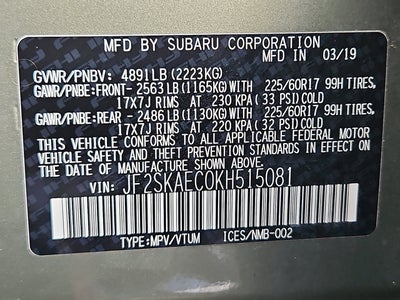 MFD BY SUBARU CORPORATION
MFD IN 03/19
GVWR/PNBV: 4891LB (2223KG)
GAWR/PNBE:FRONT- 2563 LB (1165KG)WITH 225/60R17 99H TIRES,
17X7J RIMS AT 230 KPA ( 33 PSI) COLD
GAWR/PNBE:REAR - 2486 LB (1130KG) WITH 225/60R17 99H TIRES,
17X7J RIMS AT 220 KPA ( 32 PSI) COLD
THIS VEHICLE CONFORMS TO ALL APPLICABLE FEDERAL MOTOR
VEHICLE SAFETY AND THEFT PREVENTION STANDARDS IN EFFECT ON
THE DATE OF MANUFACTURE SHOWN ABOVE.
VIN: JF2SKAEC0KH515081
TYPE:MPV/VTUM ICES/NMB-002